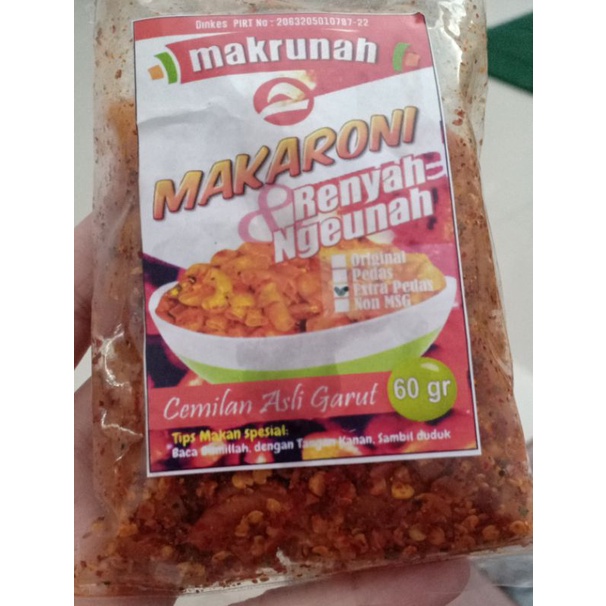 Dinkes PIRT No : 2063205010787-22
makrunah
MAKARONI
& Renyah
Ngeunah
Original
Pedas
Extra Pedas
Non MSG
Cemilan Asli Garut
60 gr
Tips Makan Spesial:
Baca Bismillah, dengan Tangan Kanan, Sambil duduk